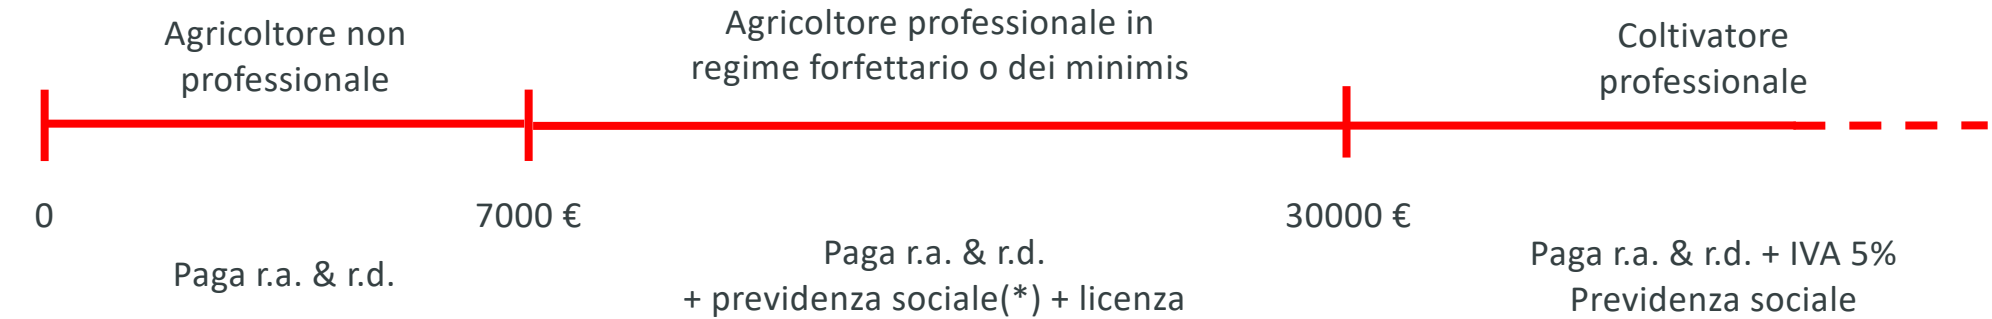 Agricoltore non
professionale
Agricoltore professionale in
regime forfettario o dei minimis
Coltivatore
professionale
0
7000 €
30000 €
Paga r.a. & r.d.
Paga r.a. & r.d.
+ previdenza sociale(*) + licenza
Paga r.a. & r.d. + IVA 5%
Previdenza sociale